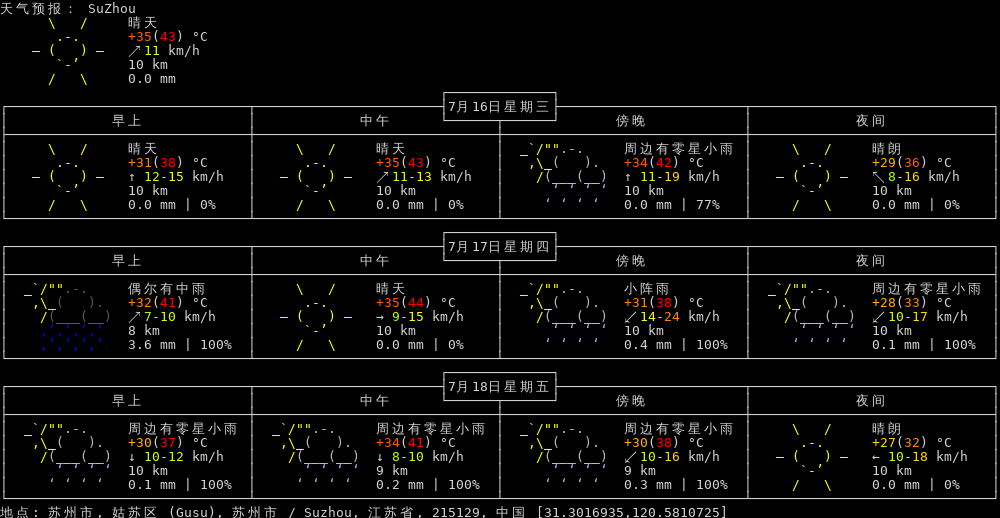 天气预报： SuZhou
晴天
+35(43) °C
↗11 km/h
10 km
0.0 mm
7月16日星期三
早上 中午 傍晚 夜间
晴天 晴天 周边有零星小雨 晴朗
+31(38) °C +35(43) °C +34(42) °C +29(36) °C
↑ 12-15 km/h ↗11-13 km/h ↑ 11-19 km/h ↖8-16 km/h
10 km 10 km 10 km 10 km
0.0 mm | 0% 0.0 mm | 0% 0.0 mm | 77% 0.0 mm | 0%
7月17日星期四
早上 中午 傍晚 夜间
偶尔有中雨 晴天 小阵雨 周边有零星小雨
+32(41) °C +35(44) °C +31(38) °C +28(33) °C
↗7-10 km/h → 9-15 km/h ↙14-24 km/h ↙10-17 km/h
8 km 10 km 10 km 10 km
3.6 mm | 100% 0.0 mm | 0% 0.4 mm | 100% 0.1 mm | 100%
7月18日星期五
早上 中午 傍晚 夜间
周边有零星小雨 周边有零星小雨 周边有零星小雨 晴朗
+30(37) °C +34(41) °C +30(38) °C +27(32) °C
↓ 10-12 km/h ↓ 8-10 km/h ↙10-16 km/h ← 10-18 km/h
10 km 9 km 9 km 10 km
0.1 mm | 100% 0.2 mm | 100% 0.3 mm | 100% 0.0 mm | 0%
地点: 苏州市, 姑苏区 (Gusu), 苏州市 / Suzhou, 江苏省, 215129, 中国 [31.3016935,120.5810725]